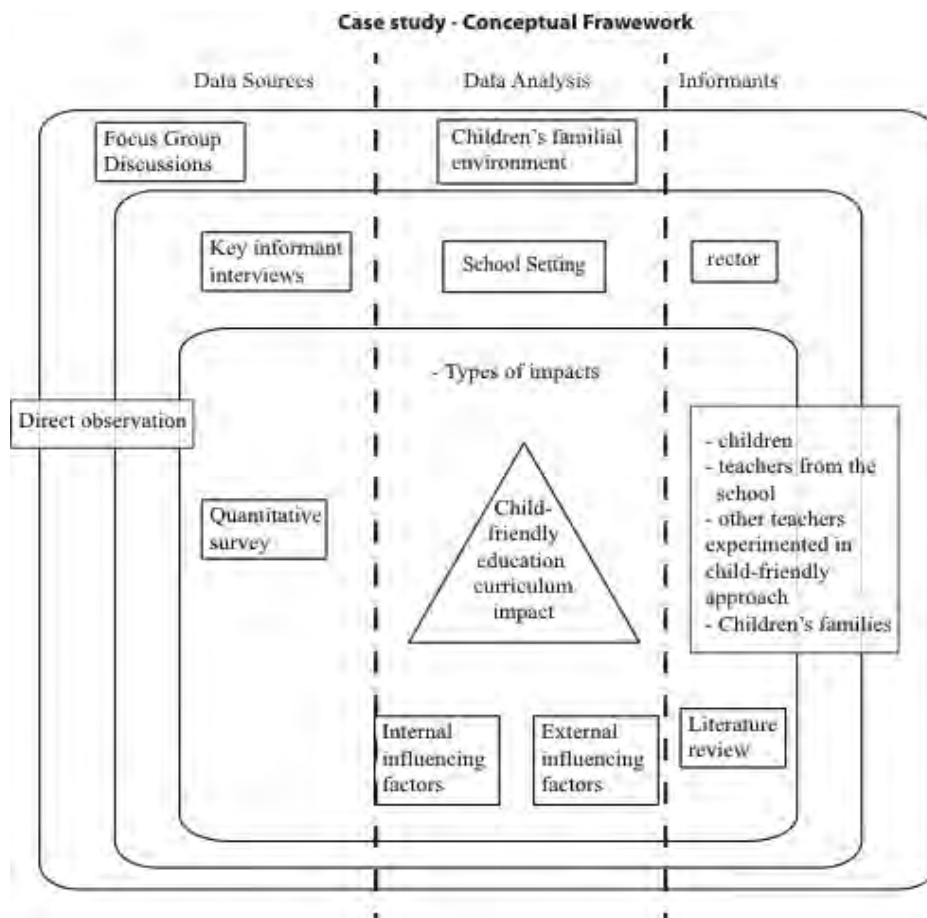 Case study - Conceptual Frawework
Data Sources
Data Analysis
Informants
Focus Group
Discussions
Children's familial
environment
Key informant
interviews
School Setting
rector
- Types of impacts
Direct observation
- children
- teachers from the
school
- other teachers
experimented in
child-friendly
approach
- Children's families
Quantitative
survey
Child-
friendly
education
curriculum
impact
Internal
influencing
factors
External
influencing
factors
Literature
review